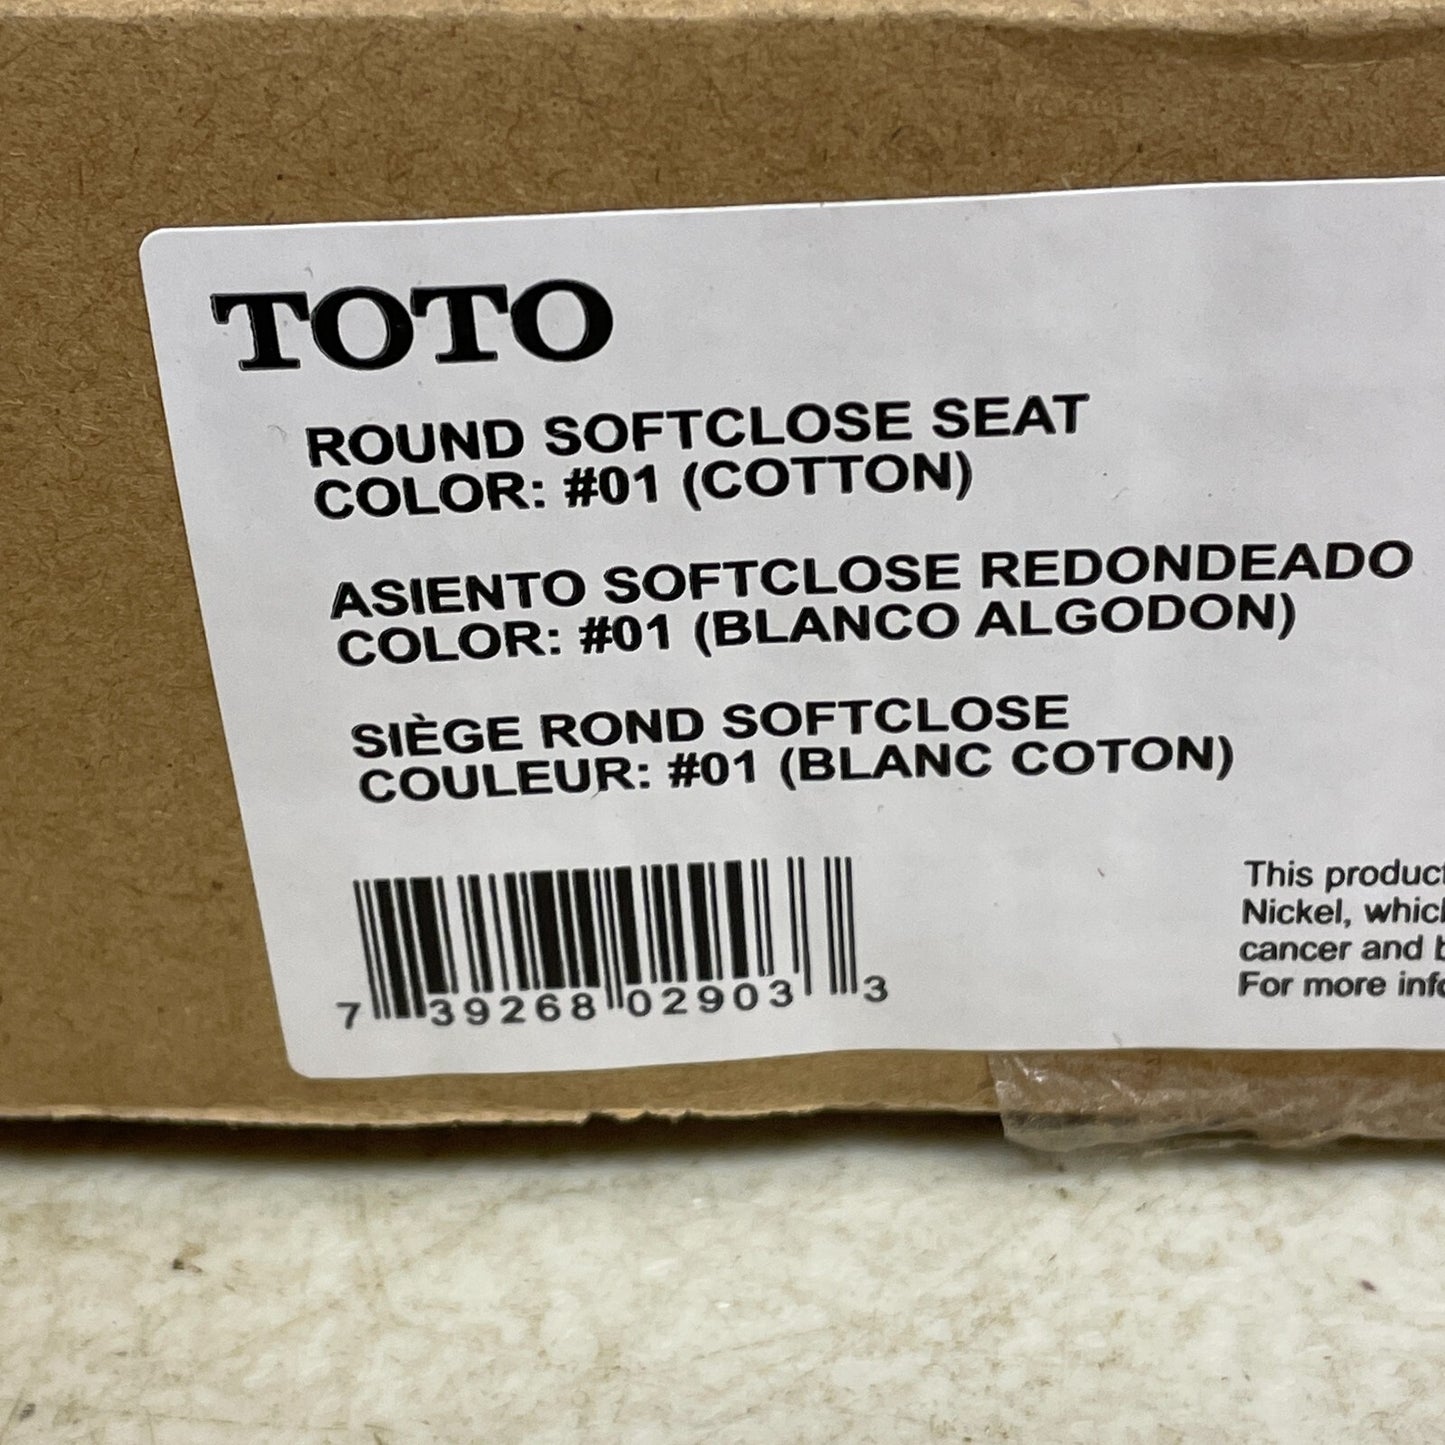 TOTO
ROUND SOFTCLOSE SEAT
COLOR: #01 (COTTON)
ASIENTO SOFTCLOSE REDONDEADO
COLOR: #01 (BLANCO ALGODON)
SIÈGE ROND SOFTCLOSE
COULEUR: #01 (BLANC COTON)
7 39268 02903 3
This product
Nickel, which
cancer and
For more